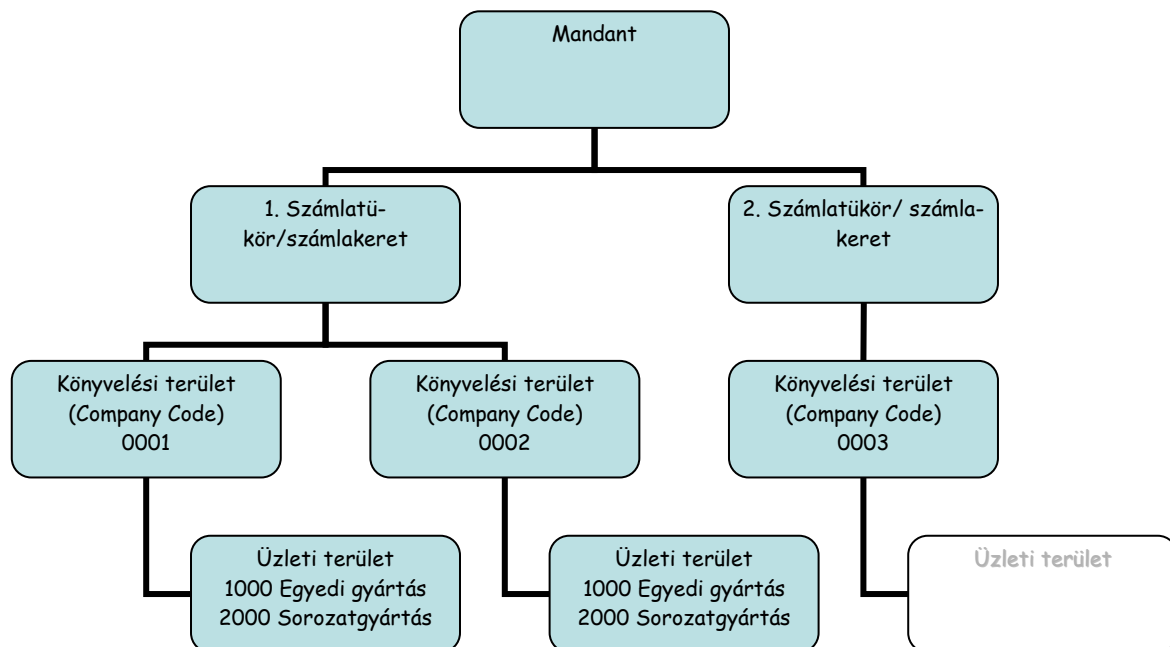 Mandant
1. Számlatü-
kör/számlakeret
2. Számlatükör/ számla-
keret
Könyvelési terület
(Company Code)
0001
Könyvelési terület
(Company Code)
0002
Könyvelési terület
(Company Code)
0003
Üzleti terület
1000 Egyedi gyártás
2000 Sorozatgyártás
Üzleti terület
1000 Egyedi gyártás
2000 Sorozatgyártás
Üzleti terület